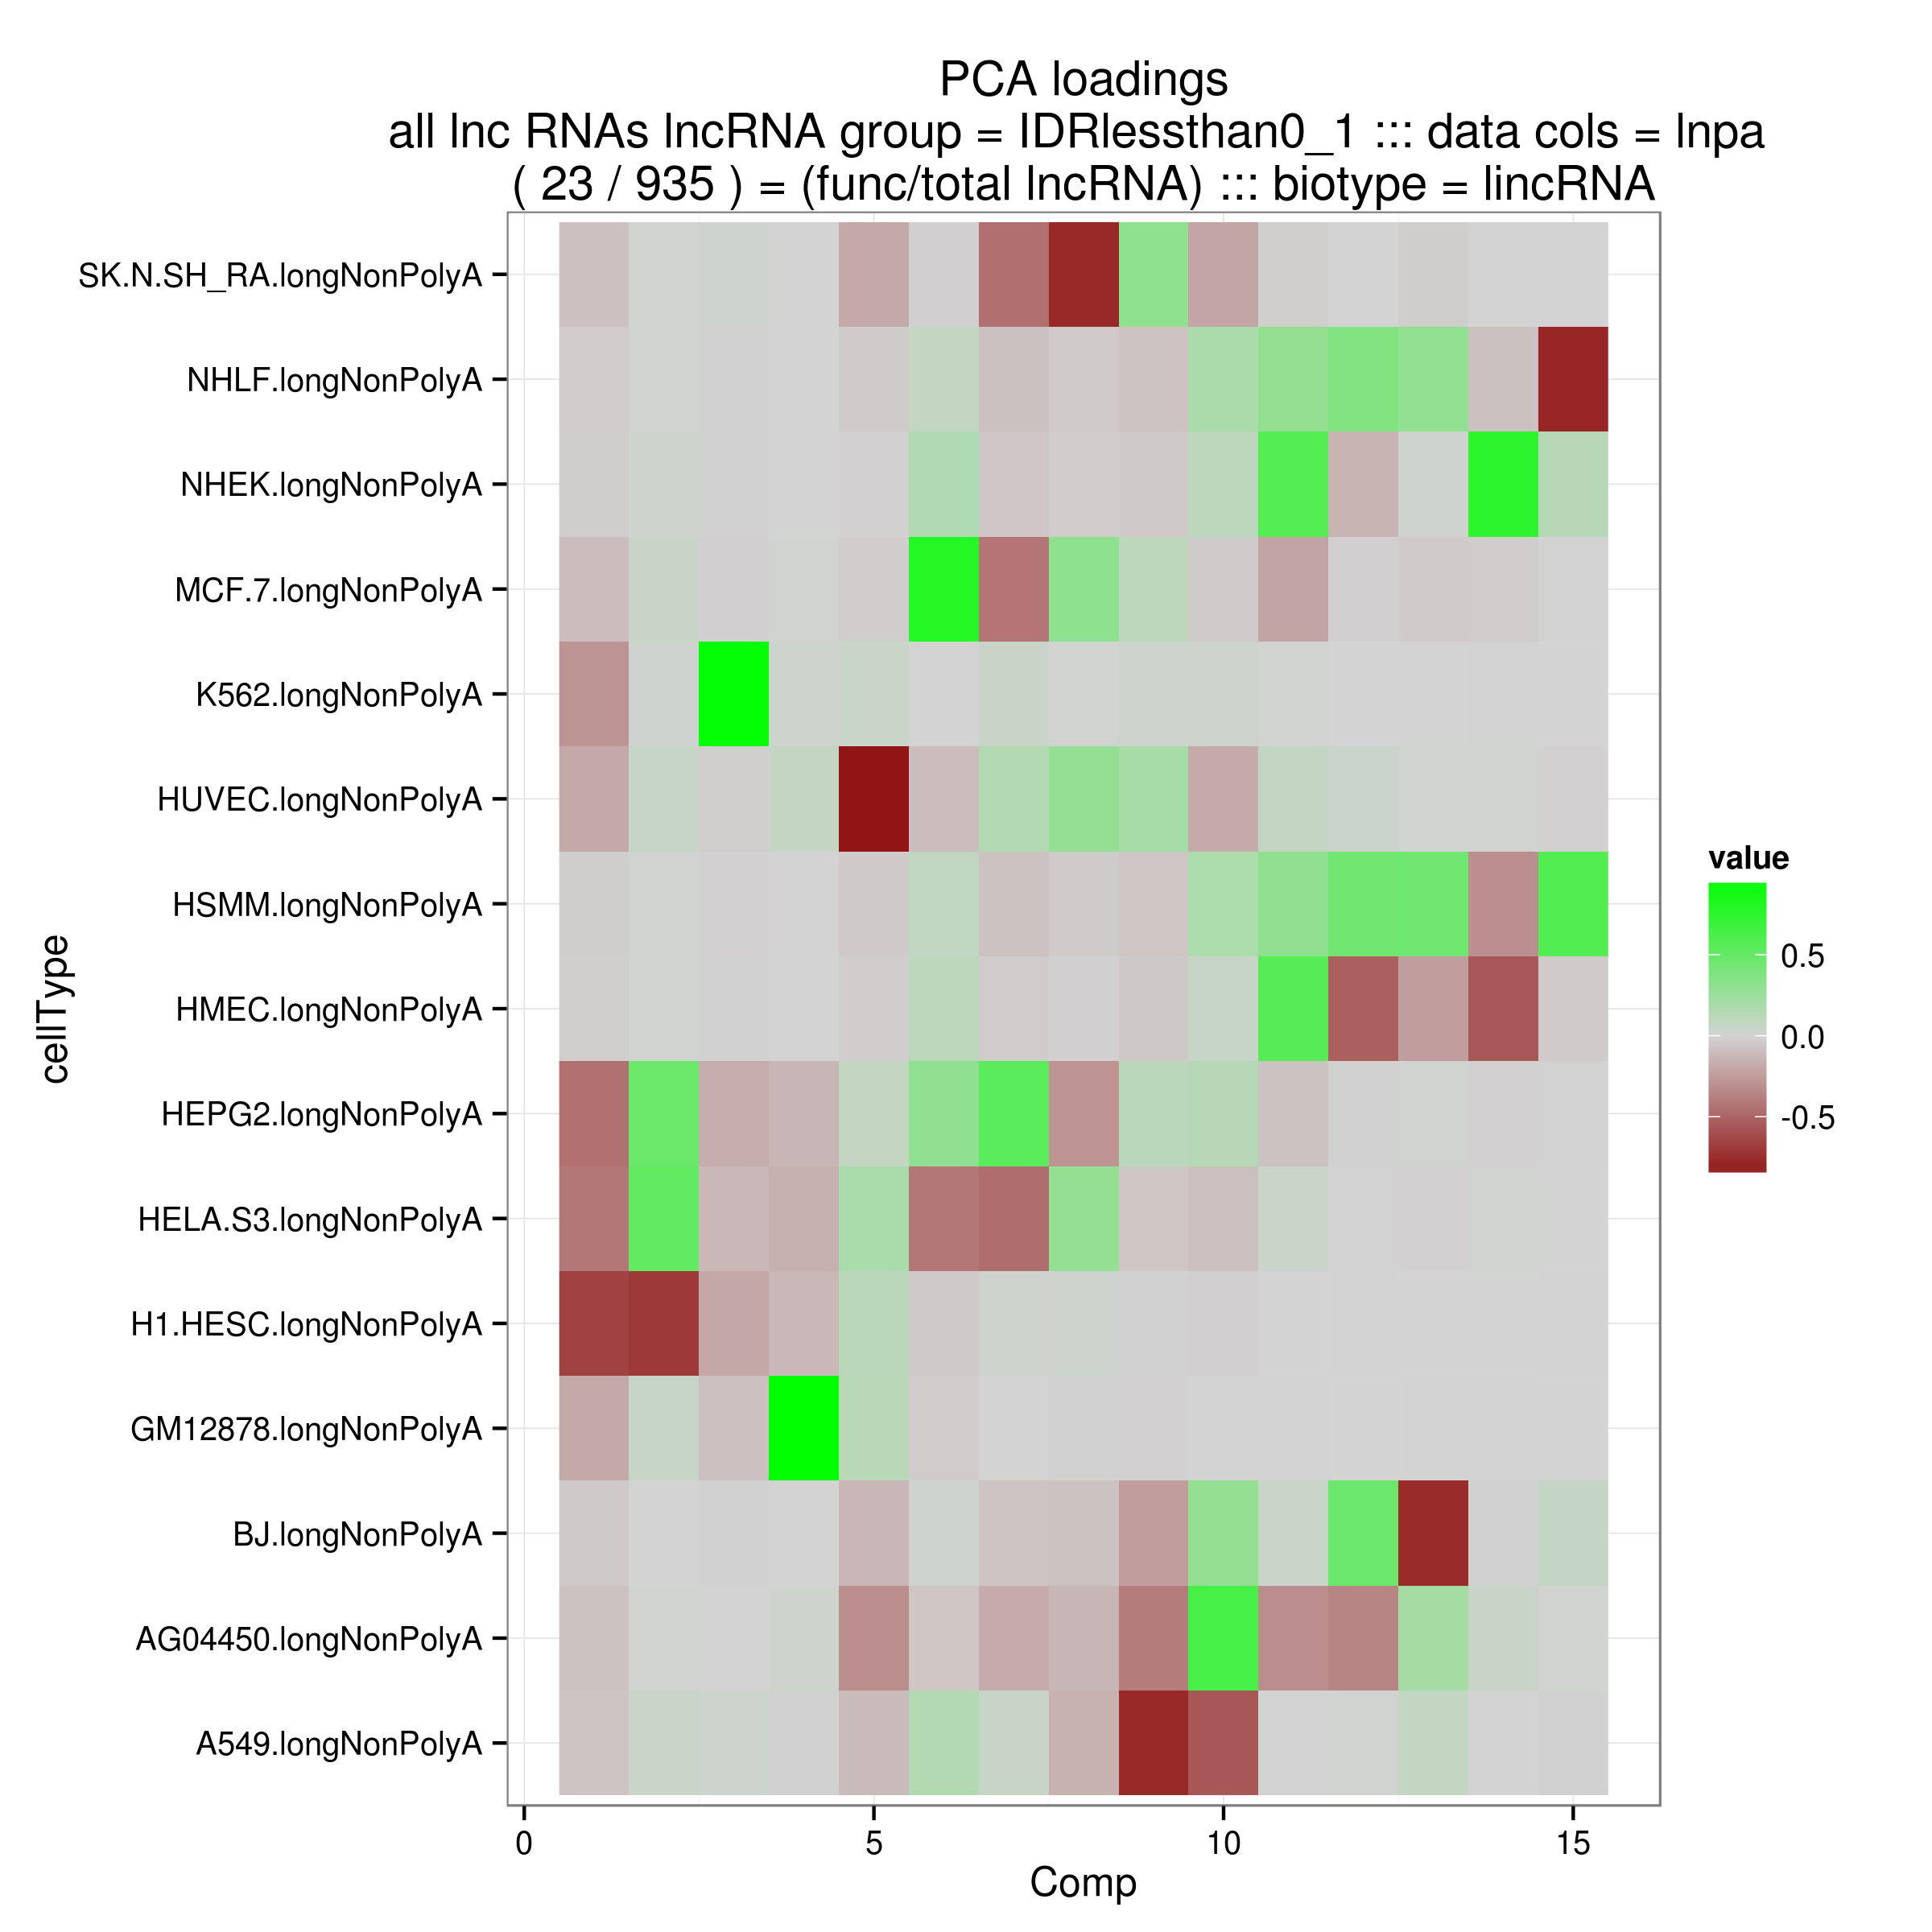 PCA loadings
all lnc RNAs lncRNA group = IDRlessthan0_1 ::: data cols = lnpa
( 23 / 935 ) = (func/total lncRNA) ::: biotype = lincRNA
SK.N.SH_RA.longNonPolyA
NHLF.longNonPolyA
NHEK.longNonPolyA
MCF.7.longNonPolyA
K562.longNonPolyA
HUVEC.longNonPolyA
HSMM.longNonPolyA
HMEC.longNonPolyA
HEPG2.longNonPolyA
HELA.S3.longNonPolyA
H1.HESC.longNonPolyA
GM12878.longNonPolyA
BJ.longNonPolyA
AG04450.longNonPolyA
A549.longNonPolyA
cellType
0 5 10 15
Comp
value
0.5
0.0
-0.5